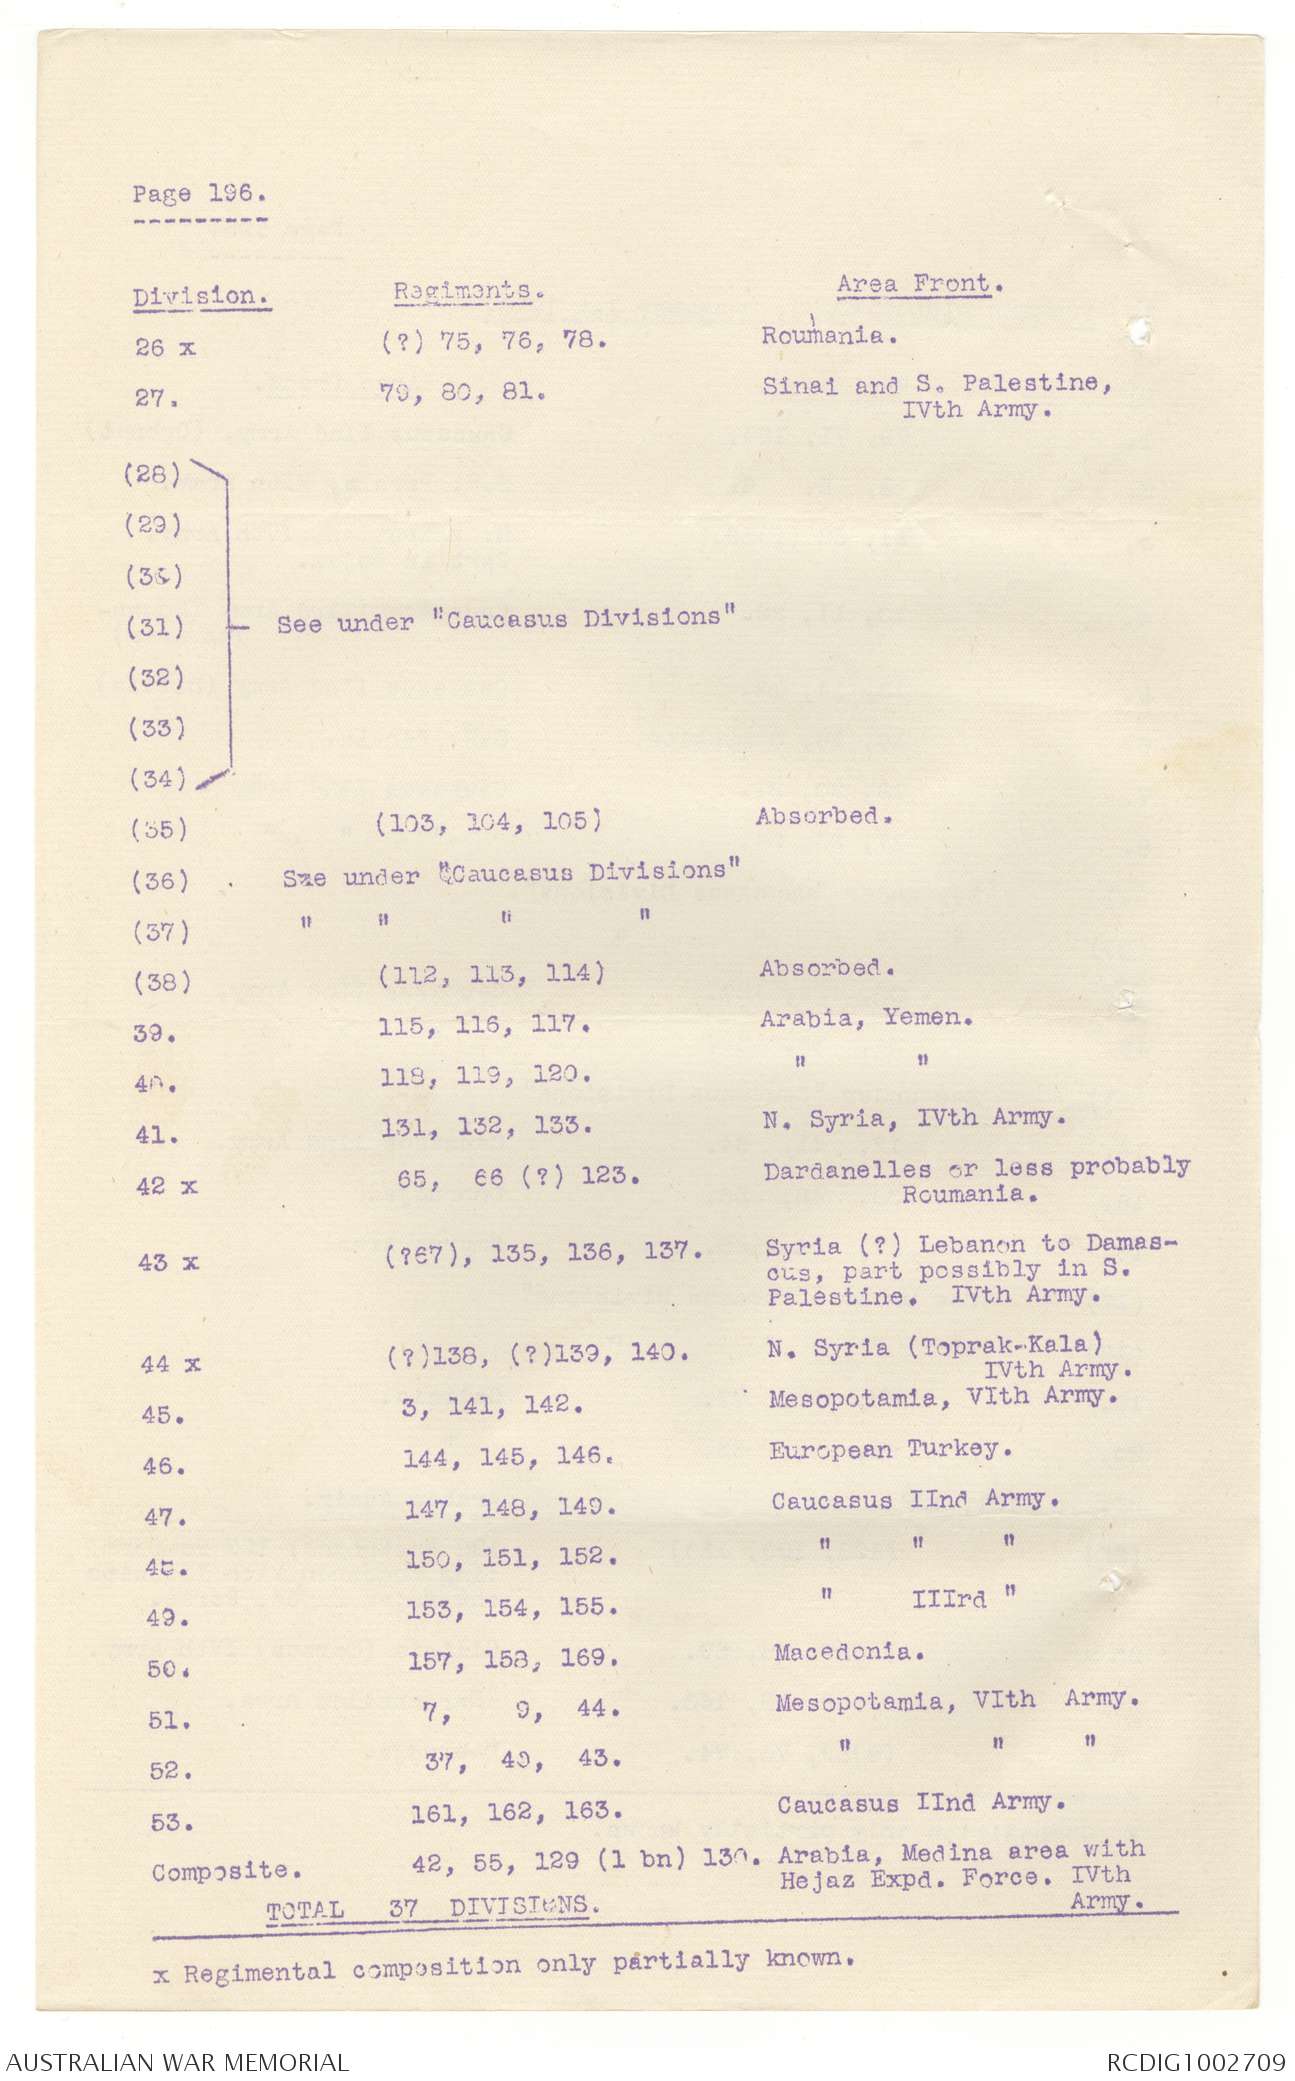 Page 196.
Division. Regiments. Area Front.
26 x (?) 75, 76, 78. Roumania.
27. 79, 80, 81. Sinai and S. Palestine,
IVth Army.
(28)
(29)
(30)
(31) See under "Caucasus Divisions"
(32)
(33)
(34)
(35) (103, 104, 105) Absorbed.
(36) See under "Caucasus Divisions"
(37) " " " "
(38) (112, 113, 114) Absorbed.
39. 115, 116, 117. Arabia, Yemen.
40. 118, 119, 120. " "
41. 131, 132, 133. N. Syria, IVth Army.
42 x 65, 66 (?) 123. Dardanelles or less probably
Roumania.
43 x (?67), 135, 136, 137. Syria (?) Lebanon to Damas-
cus, part possibly in S.
Palestine. IVth Army.
44 x (?)138, (?)139, 140. N. Syria (Toprak-Kala)
IVth Army.
45. 3, 141, 142. Mesopotamia, VIth Army.
46. 144, 145, 146. European Turkey.
47. 147, 148, 149. Caucasus IInd Army.
48. 150, 151, 152. " " "
49. 153, 154, 155. " IIIrd "
50. 157, 158, 169. Macedonia.
51. 7, 9, 44. Mesopotamia, VIth Army.
52. 37, 40, 43. " " "
53. 161, 162, 163. Caucasus IInd Army.
Composite. 42, 55, 129 (1 bn) 130. Arabia, Medina area with
Hejaz Expd. Force. IVth
TOTAL 37 DIVISIONS. Army.
x Regimental composition only partially known.
AUSTRALIAN WAR MEMORIAL RCDIG1002709